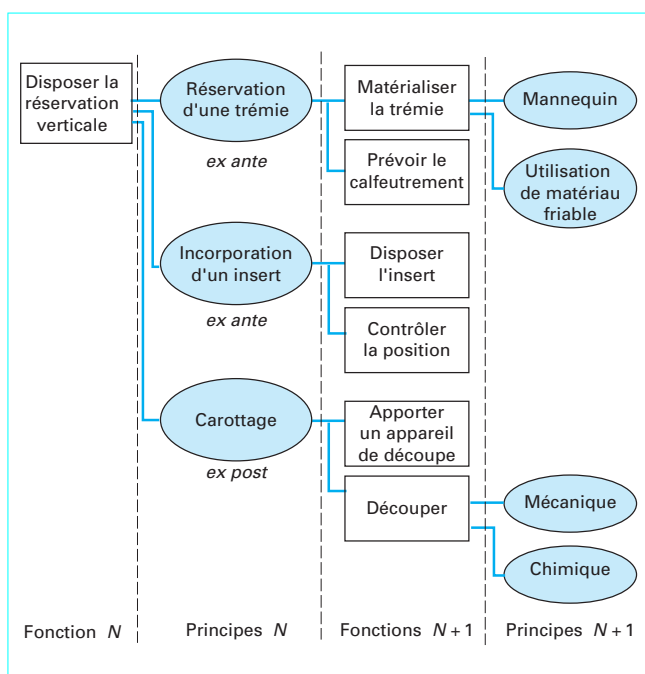 Disposer la
réservation
verticale
Réservation
d'une trémie
ex ante
Matérialiser
la trémie
Mannequin
Prévoir le
calfeutrement
Utilisation
de matériau
friable
Incorporation
d'un insert
ex ante
Disposer
l'insert
Contrôler
la position
Carottage
ex post
Apporter
un appareil
de découpe
Découper
Mécanique
Chimique
Fonction N
Principes N
Fonctions N + 1
Principes N + 1